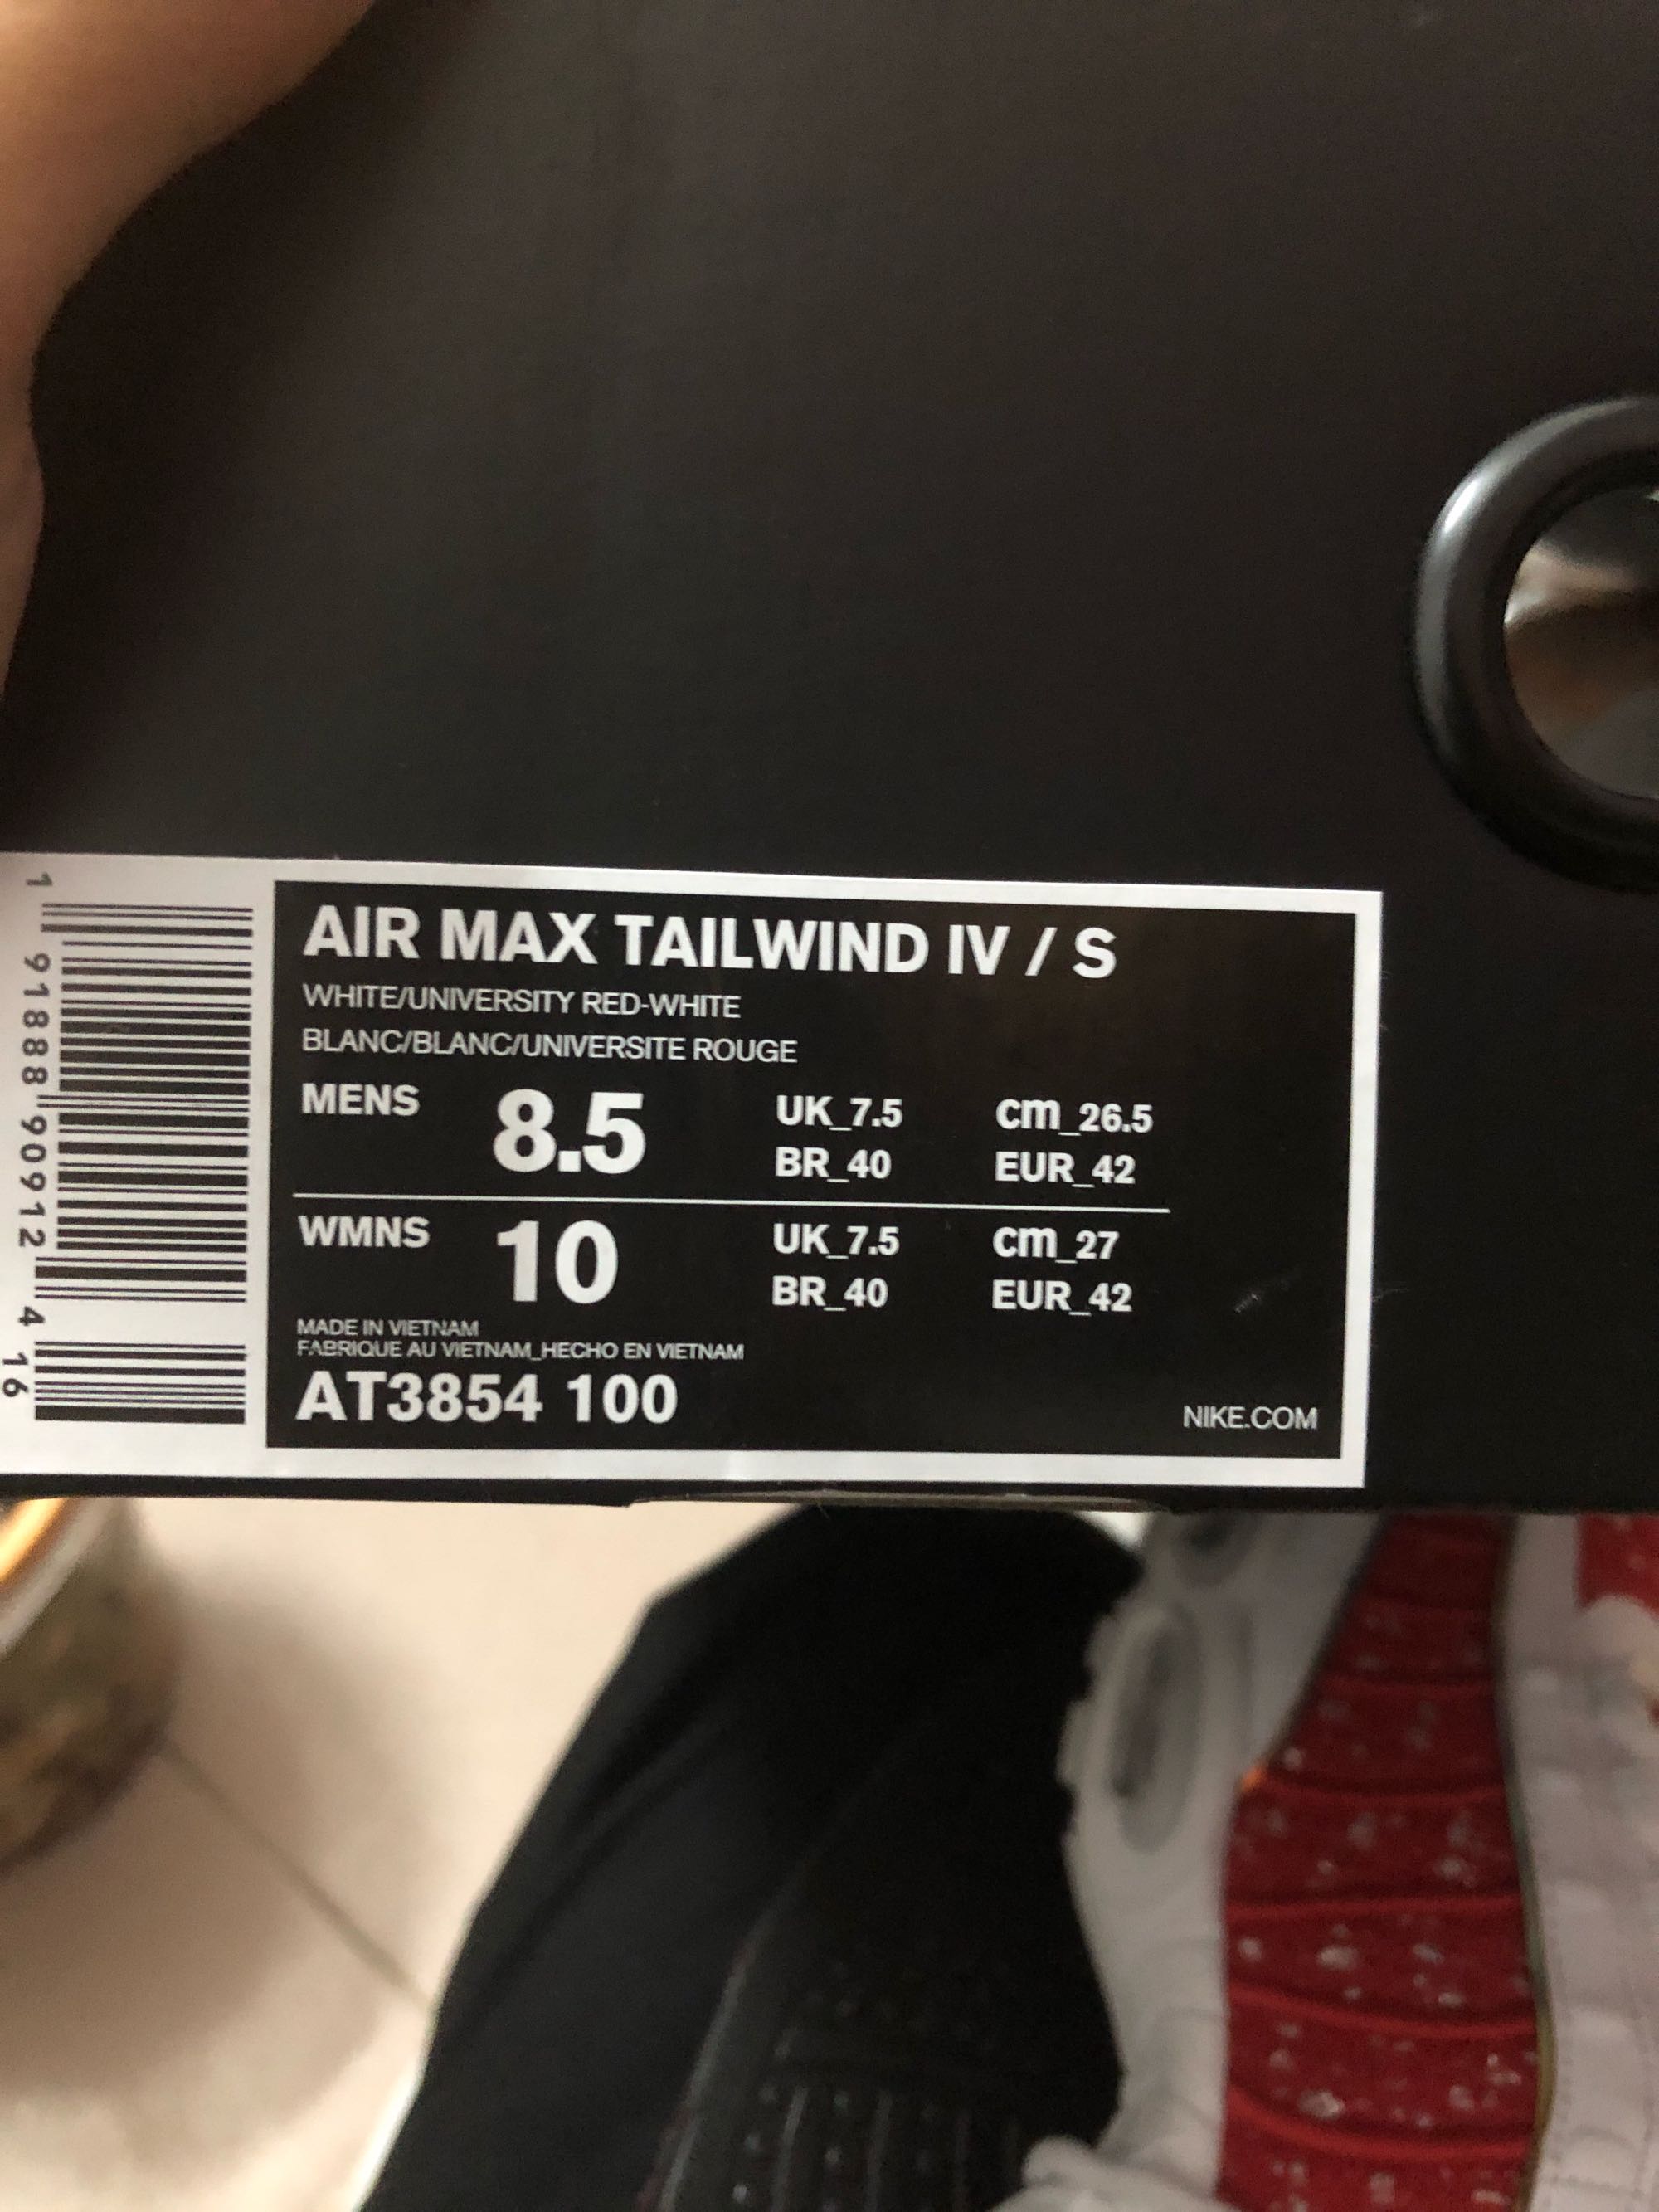 AIR MAX TAILWIND IV / S
WHITE/UNIVERSITY RED-WHITE
BLANC/BLANC/UNIVERSITE ROUGE
MENS 8.5 UK_7.5 cm_26.5
BR_40 EUR_42
WMNS 10 UK_7.5 cm_27
BR_40 EUR_42
MADE IN VIETNAM
FABRIQUE AU VIETNAM_HECHO EN VIETNAM
AT3854 100
NIKE.COM
1 91888 90912 4 16